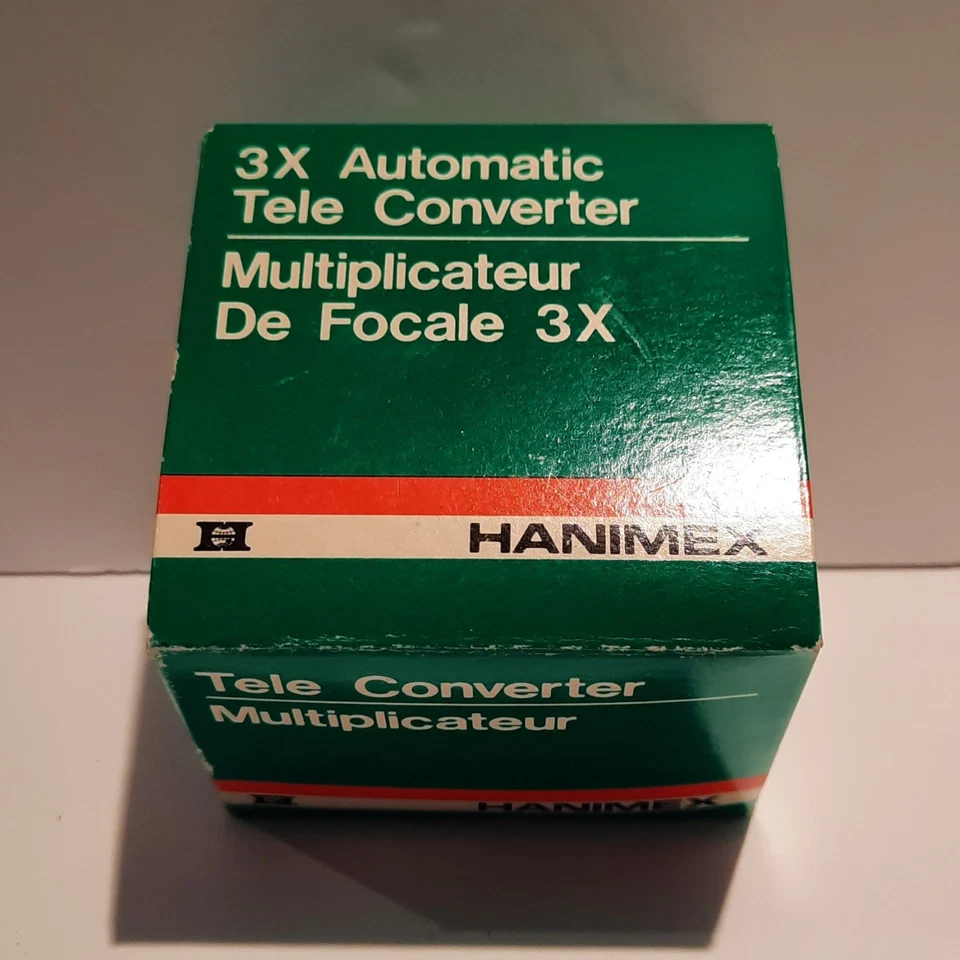 3X Automatic
Tele Converter
Multiplicateur
De Focale 3X
H HANIMEX
Tele Converter
Multiplicateur
H HANIMEX